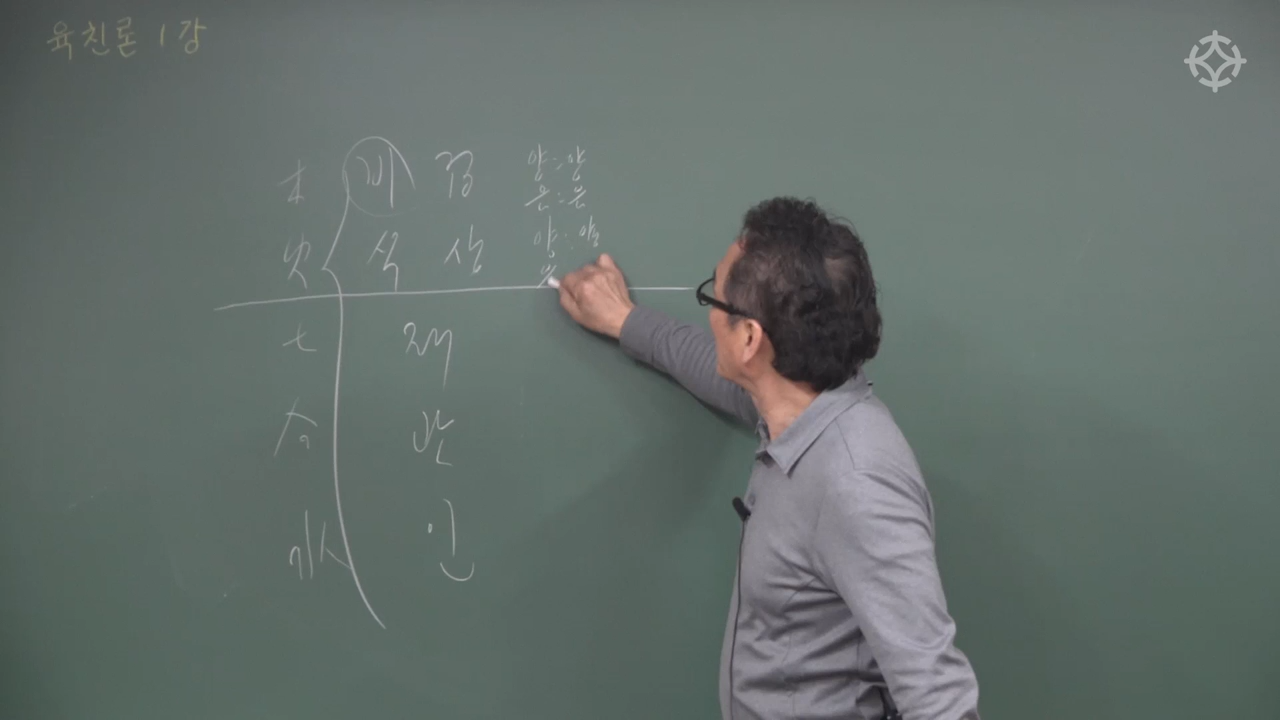 육친론 1강
木 비 겁 양:양
음:음
火 식 상 양:음
음
土 재
金 관
水 인